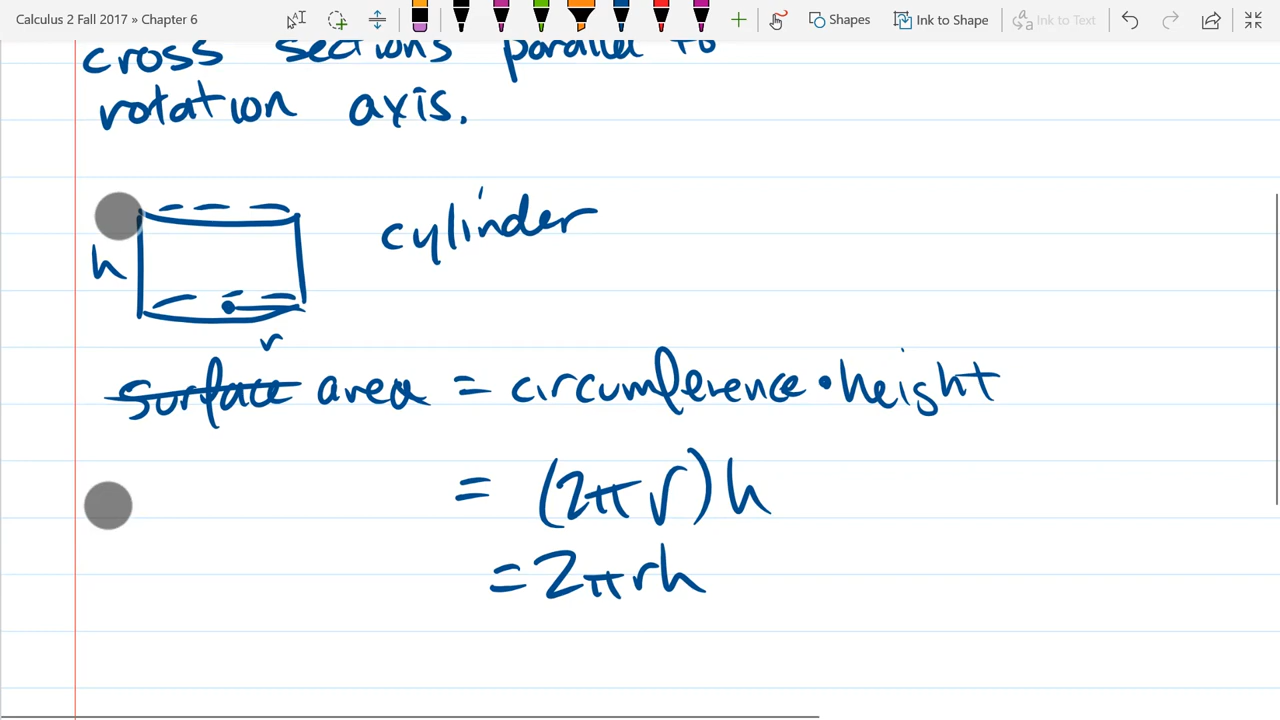 Calculus 2 Fall 2017 » Chapter 6
Shapes
Ink to Shape
Ink to Text
cross sections parallel to
rotation axis.
cylinder
h
r
surface area = circumference • height
= (2πr)h
= 2πrh